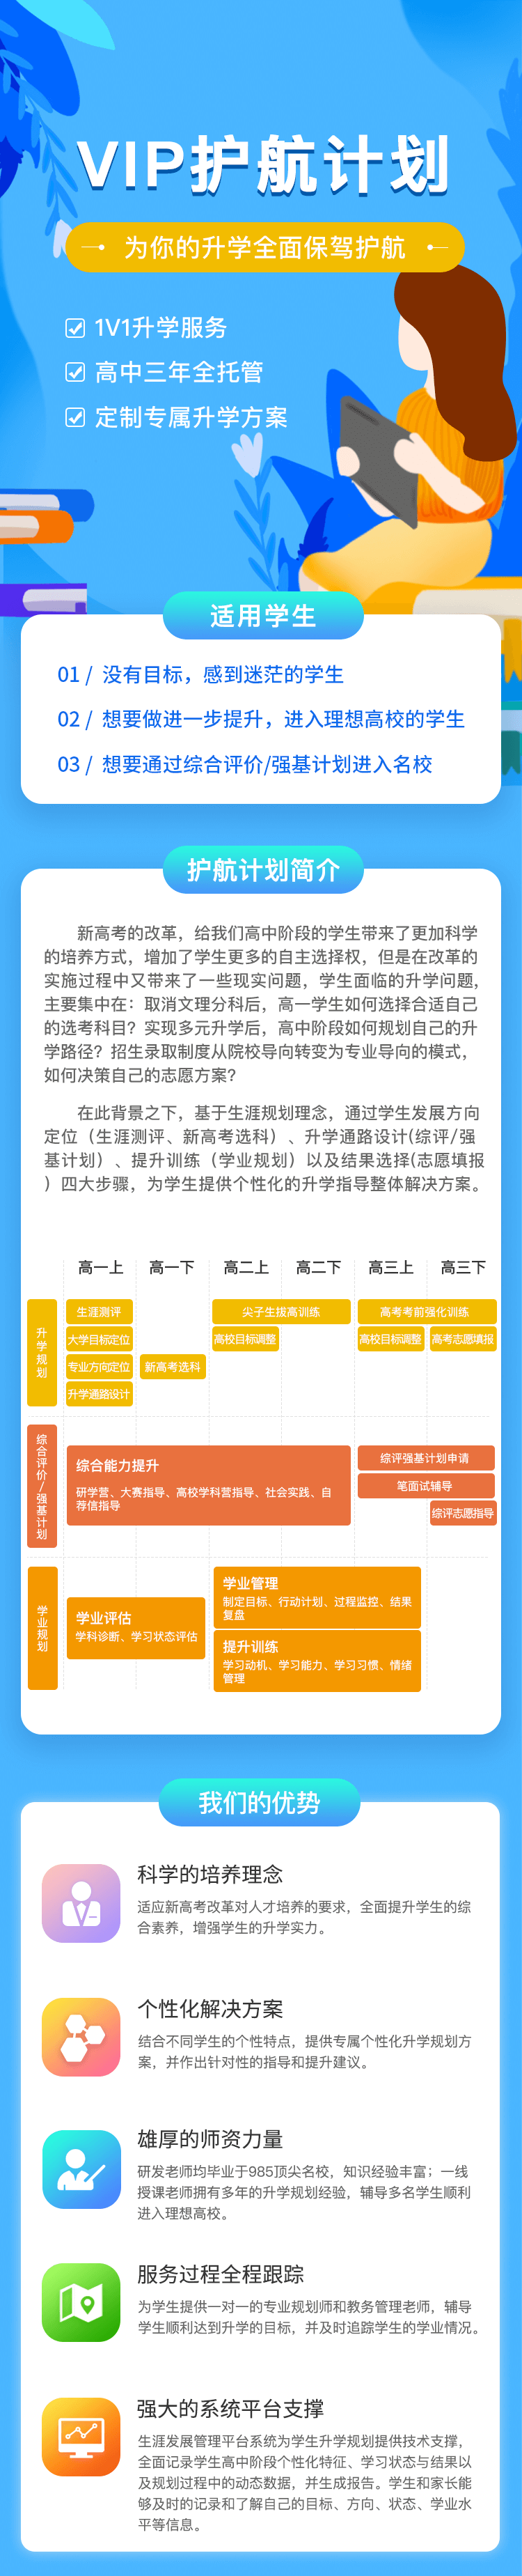 VIP护航计划
为你的升学全面保驾护航
1V1升学服务
高中三年全托管
定制专属升学方案
适用学生
01 / 没有目标，感到迷茫的学生
02 / 想要做进一步提升，进入理想高校的学生
03 / 想要通过综合评价/强基计划进入名校
护航计划简介
新高考的改革，给我们高中阶段的学生带来了更加科学
的培养方式，增加了学生更多的自主选择权，但是在改革的
实施过程中又带来了一些现实问题，学生面临的升学问题,
主要集中在：取消文理分科后，高一学生如何选择合适自己
的选考科目？实现多元升学后，高中阶段如何规划自己的升
学路径？招生录取制度从院校导向转变为专业导向的模式，
如何决策自己的志愿方案？
在此背景之下，基于生涯规划理念，通过学生发展方向
定位（生涯测评、新高考选科）、升学通路设计(综评/强
基计划）、提升训练（学业规划）以及结果选择(志愿填报
）四大步骤，为学生提供个性化的升学指导整体解决方案。
高一上 高一下 高二上 高二下 高三上 高三下
升学规划
生涯测评 尖子生拔高训练 高考考前强化训练
大学目标定位 高校目标调整 高校目标调整 高考志愿填报
专业方向定位 新高考选科
升学通路设计
综合评价/强基计划
综合能力提升
研学营、大赛指导、高校学科营指导、社会实践、自
荐信指导
综评强基计划申请
笔面试辅导
综评志愿指导
学业规划
学业评估
学科诊断、学习状态评估
学业管理
制定目标、行动计划、过程监控、结果
复盘
提升训练
学习动机、学习能力、学习习惯、情绪
管理
我们的优势
科学的培养理念
适应新高考改革对人才培养的要求，全面提升学生的综
合素养，增强学生的升学实力。
个性化解决方案
结合不同学生的个性特点，提供专属个性化升学规划方
案，并作出针对性的指导和提升建议。
雄厚的师资力量
研发老师均毕业于985顶尖名校，知识经验丰富；一线
授课老师拥有多年的升学规划经验，辅导多名学生顺利
进入理想高校。
服务过程全程跟踪
为学生提供一对一的专业规划师和教务管理老师，辅导
学生顺利达到升学的目标，并及时追踪学生的学业情况。
强大的系统平台支撑
生涯发展管理平台系统为学生升学规划提供技术支撑，
全面记录学生高中阶段个性化特征、学习状态与结果以
及规划过程中的动态数据，并生成报告。学生和家长能
够及时的记录和了解自己的目标、方向、状态、学业水
平等信息。